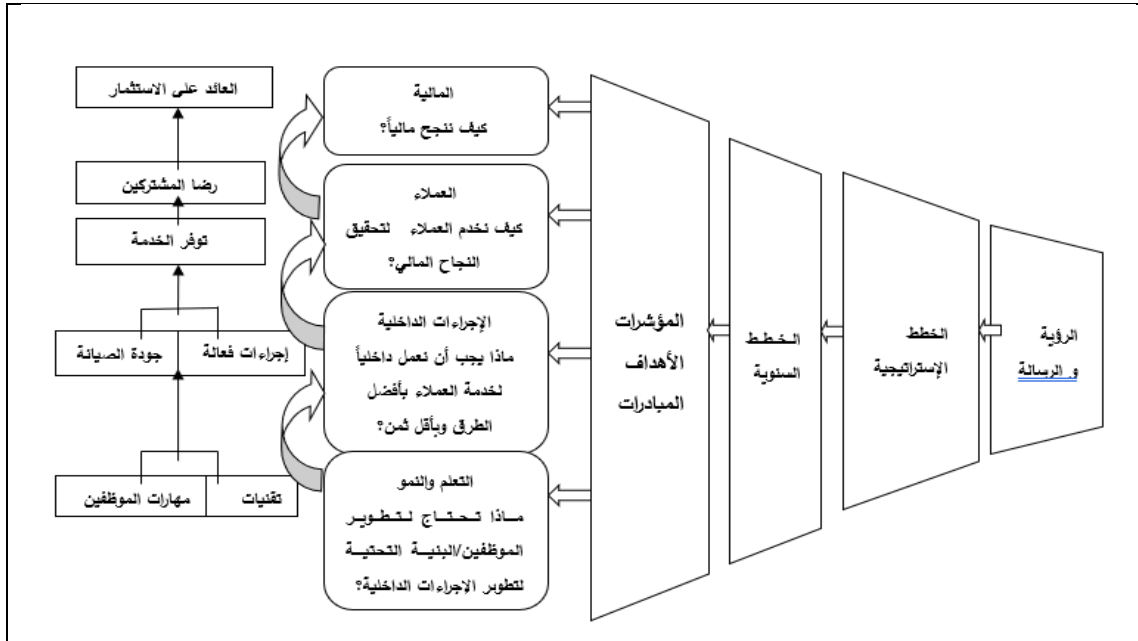 الرؤية
و الرسالة
الخطط
الإستراتيجية
الخطط
السنوية
المؤشرات
الأهداف
المبادرات
المالية
كيف ننجح مالياً؟
العملاء
كيف نخدم العملاء لتحقيق
النجاح المالي؟
الإجراءات الداخلية
ماذا يجب أن نعمل داخلياً
لخدمة العملاء بأفضل
الطرق وبأقل ثمن؟
التعلم والنمو
ماذا تحتاج لتطوير
الموظفين/البنية التحتية
لتطوير الإجراءات الداخلية؟
العائد على الاستثمار
رضا المشتركين
توفر الخدمة
إجراءات فعالة
جودة الصيانة
تقنيات
مهارات الموظفين